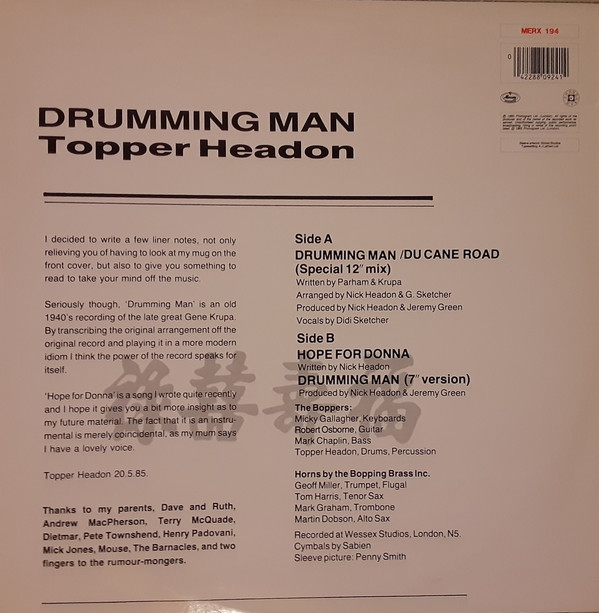 MERX 194
0
42288 09241
DRUMMING MAN
Topper Headon
I decided to write a few liner notes, not only
relieving you of having to look at my mug on the
front cover, but also to give you something to
read to take your mind off the music.
Seriously though, 'Drumming Man' is an old
1940's recording of the late great Gene Krupa.
By transcribing the original arrangement off the
original record and playing it in a more modern
idiom I think the power of the record speaks for
itself.
'Hope for Donna' is a song I wrote quite recently
and I hope it gives you a bit more insight as to
my future material. The fact that it is an instru-
mental is merely coincidental, as my mum says
I have a lovely voice.
Topper Headon 20.5.85.
Thanks to my parents, Dave and Ruth,
Andrew MacPherson, Terry McQuade,
Dietmar, Pete Townshend, Henry Padovani,
Mick Jones, Mouse, The Barnacles, and two
fingers to the rumour-mongers.
Side A
DRUMMING MAN /DU CANE ROAD
(Special 12" mix)
Written by Parham & Krupa
Arranged by Nick Headon & G. Sketcher
Produced by Nick Headon & Jeremy Green
Vocals by Didi Sketcher
Side B
HOPE FOR DONNA
Written by Nick Headon
DRUMMING MAN (7" version)
Produced by Nick Headon & Jeremy Green
The Boppers:
Micky Gallagher, Keyboards
Robert Osborne, Guitar
Mark Chaplin, Bass
Topper Headon, Drums, Percussion
Horns by the Bopping Brass Inc.
Geoff Miller, Trumpet, Flugal
Tom Harris, Tenor Sax
Mark Graham, Trombone
Martin Dobson, Alto Sax
Recorded at Wessex Studios, London, N5.
Cymbals by Sabien
Sleeve picture: Penny Smith